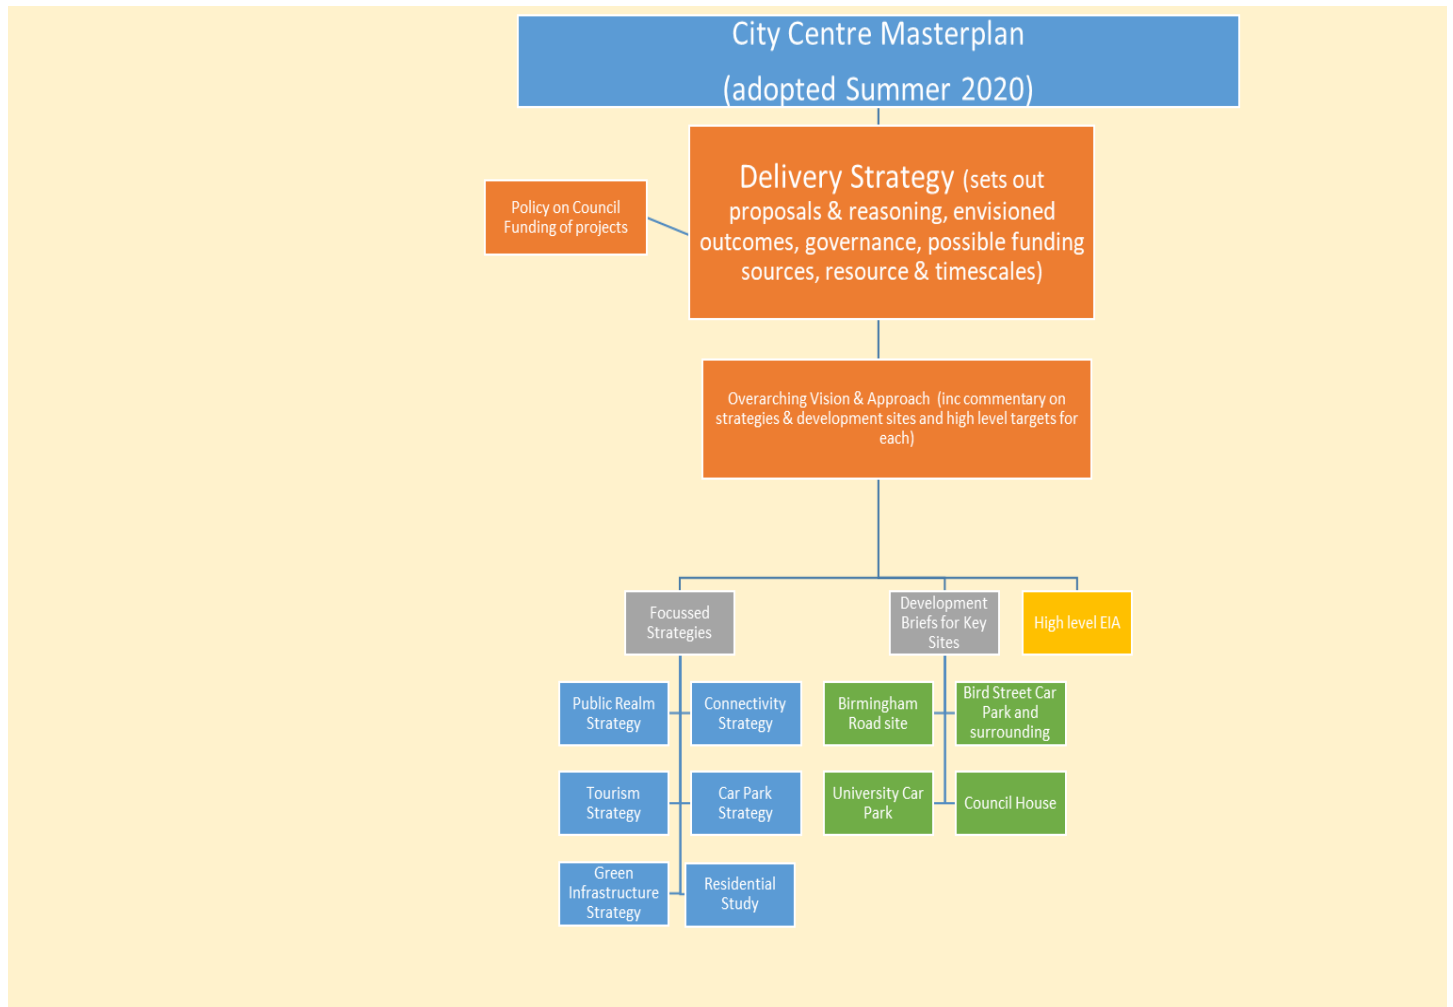 City Centre Masterplan
(adopted Summer 2020)
Delivery Strategy (sets out
proposals & reasoning, envisioned
outcomes, governance, possible funding
sources, resource & timescales)
Policy on Council
Funding of projects
Overarching Vision & Approach (inc commentary on
strategies & development sites and high level targets for
each)
Focussed
Strategies
Development
Briefs for Key
Sites
High level EIA
Public Realm
Strategy
Connectivity
Strategy
Birmingham
Road site
Bird Street Car
Park and
surrounding
Tourism
Strategy
Car Park
Strategy
University Car
Park
Council House
Green
Infrastructure
Strategy
Residential
Study